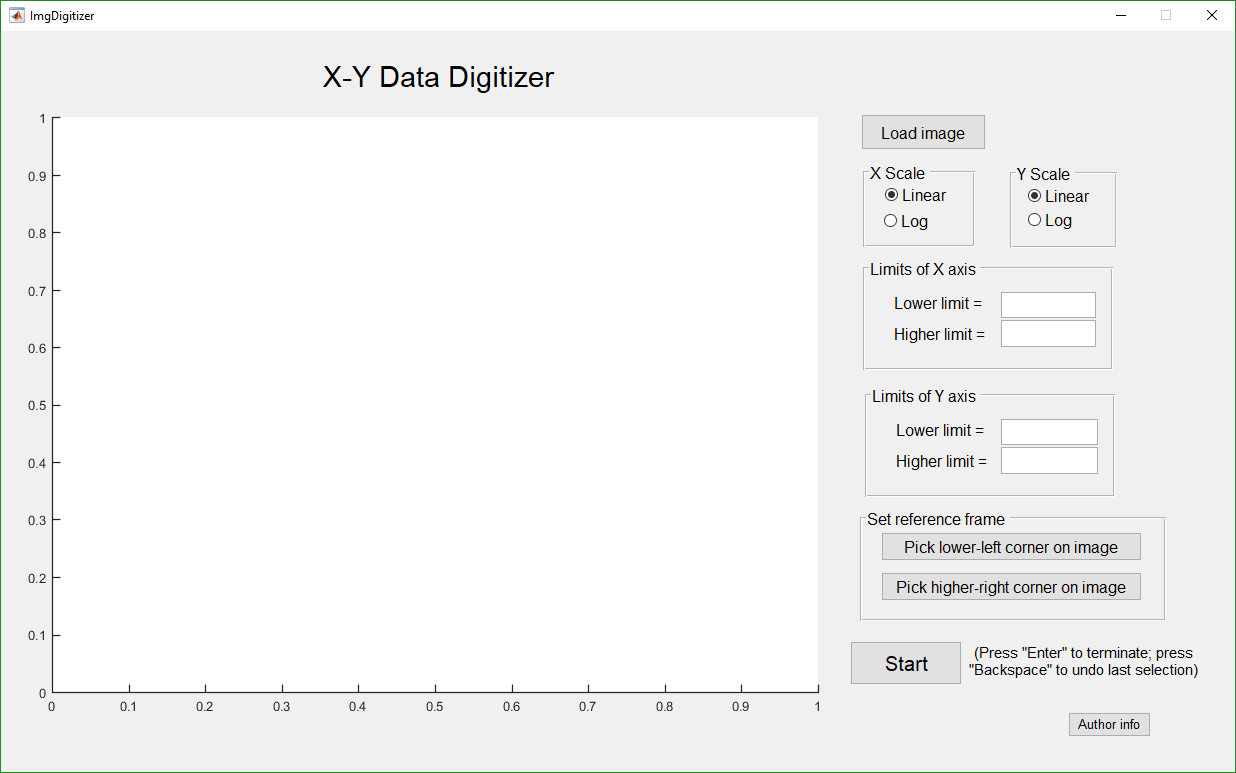 ImgDigitizer
X-Y Data Digitizer
1
0.9
0.8
0.7
0.6
0.5
0.4
0.3
0.2
0.1
0
0 0.1 0.2 0.3 0.4 0.5 0.6 0.7 0.8 0.9 1
Load image
X Scale
Linear
Log
Y Scale
Linear
Log
Limits of X axis
Lower limit =
Higher limit =
Limits of Y axis
Lower limit =
Higher limit =
Set reference frame
Pick lower-left corner on image
Pick higher-right corner on image
Start
(Press "Enter" to terminate; press
"Backspace" to undo last selection)
Author info